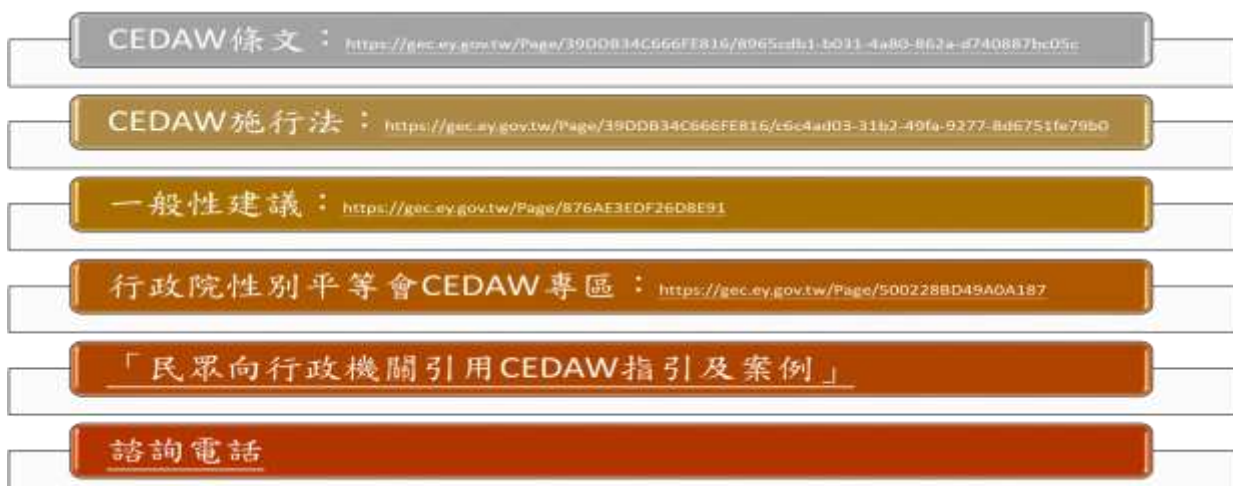 CEDAW條文：https://gec.ey.gov.tw/Page/39DDB34C666FE816/8965cdb1-b031-4a80-862a-d740887bc05c
CEDAW施行法：https://gec.ey.gov.tw/Page/39DDB34C666FE816/c6c4ad03-31b2-49fa-9277-8d6751fe79b0
一般性建議：https://gec.ey.gov.tw/Page/876AE3EDF26D8E91
行政院性別平等會CEDAW專區：https://gec.ey.gov.tw/Page/500228BD49A0A187
「民眾向行政機關引用CEDAW指引及案例」
諮詢電話